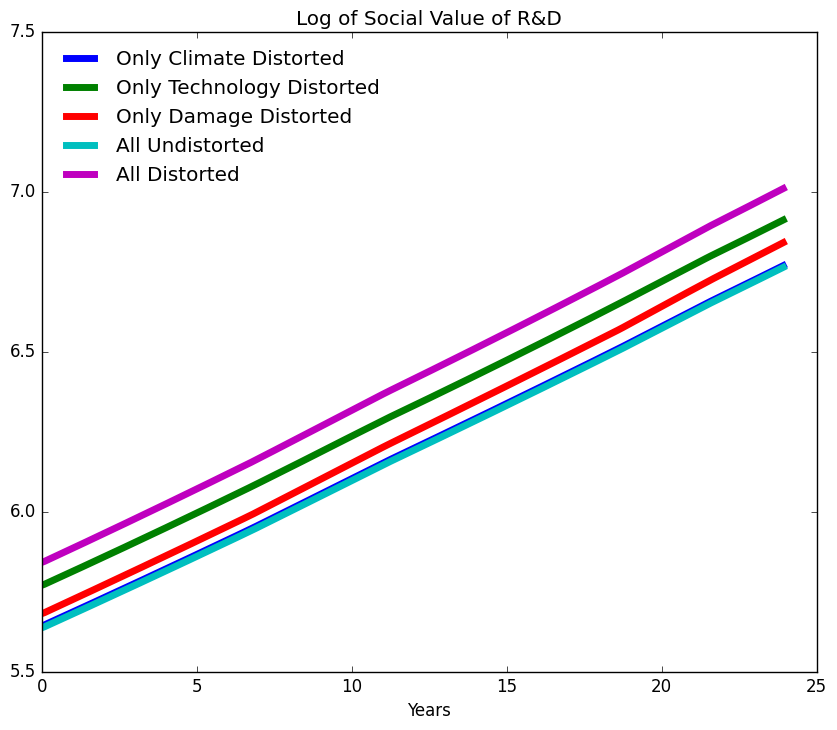 Log of Social Value of R&D
7.5
Only Climate Distorted
Only Technology Distorted
Only Damage Distorted
All Undistorted
All Distorted
7.0
6.5
6.0
5.5
0 5 10 15 20 25
Years